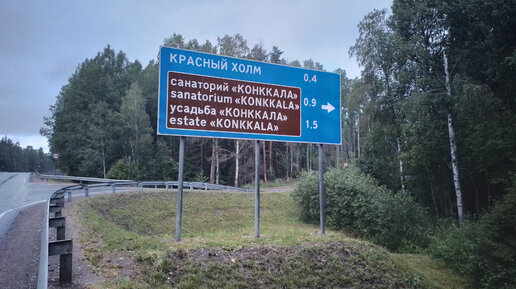 КРАСНЫЙ ХОЛМ 0.4
санаторий «КОНККАЛА»
sanatorium «KONKKALA» 0.9
усадьба «КОНККАЛА»
estate «KONKKALA» 1.5